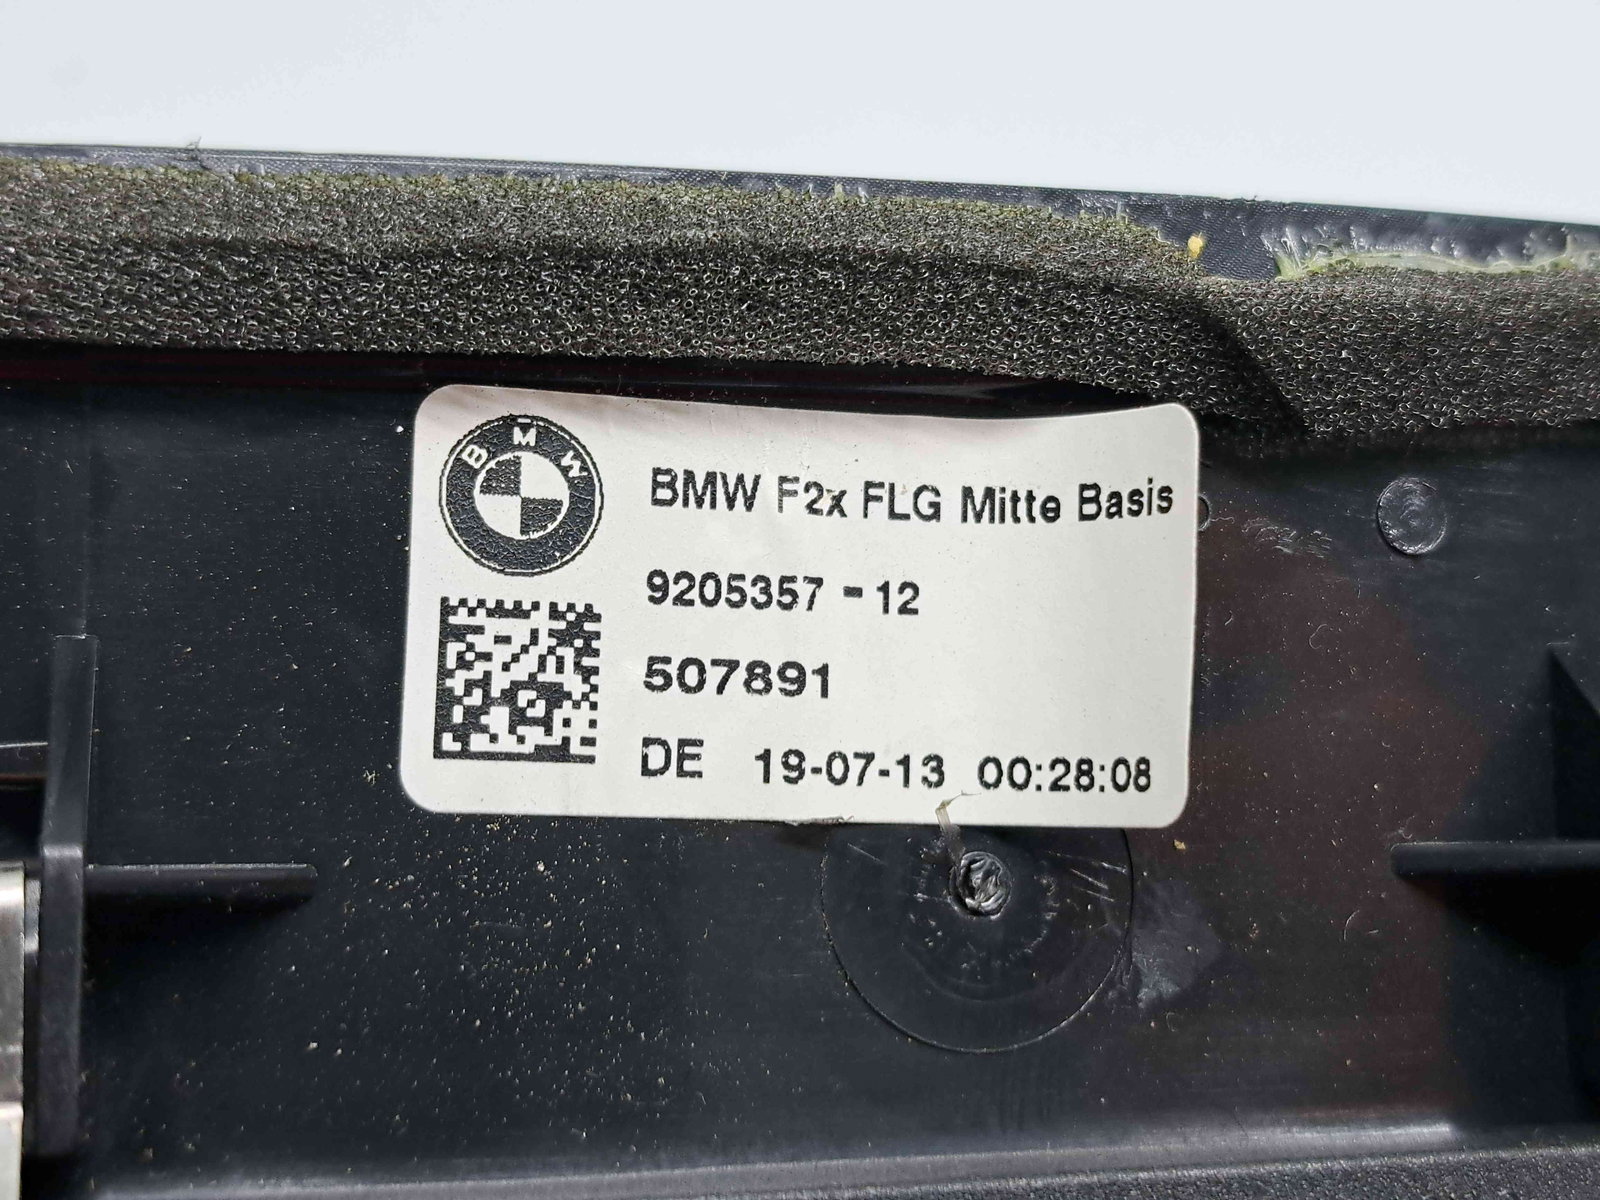 BMW
BMW F2x FLG Mitte Basis
9205357 - 12
507891
DE 19-07-13 00:28:08